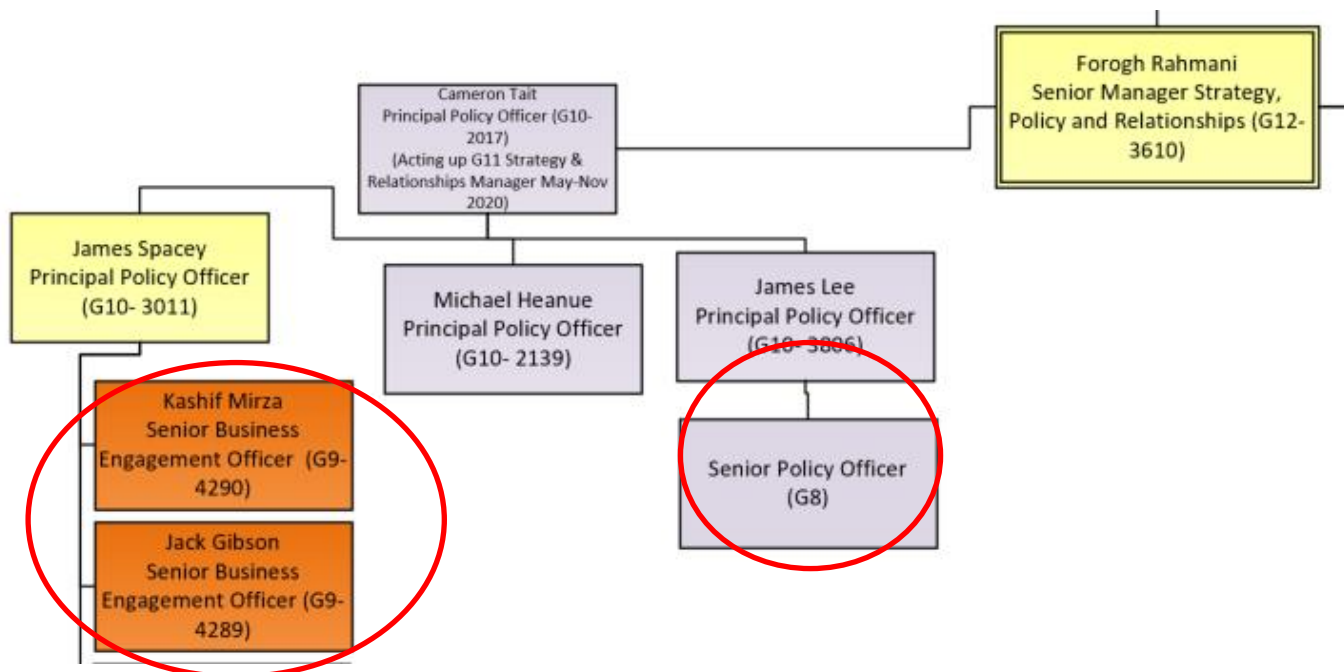 Forogh Rahmani
Senior Manager Strategy,
Policy and Relationships (G12-
3610)
Cameron Tait
Principal Policy Officer (G10-
2017)
(Acting up G11 Strategy &
Relationships Manager May-Nov
2020)
James Spacey
Principal Policy Officer
(G10- 3011)
Michael Heanue
Principal Policy Officer
(G10- 2139)
James Lee
Principal Policy Officer
(G10- 3806)
Kashif Mirza
Senior Business
Engagement Officer  (G9-
4290)
Senior Policy Officer
(G8)
Jack Gibson
Senior Business
Engagement Officer (G9-
4289)